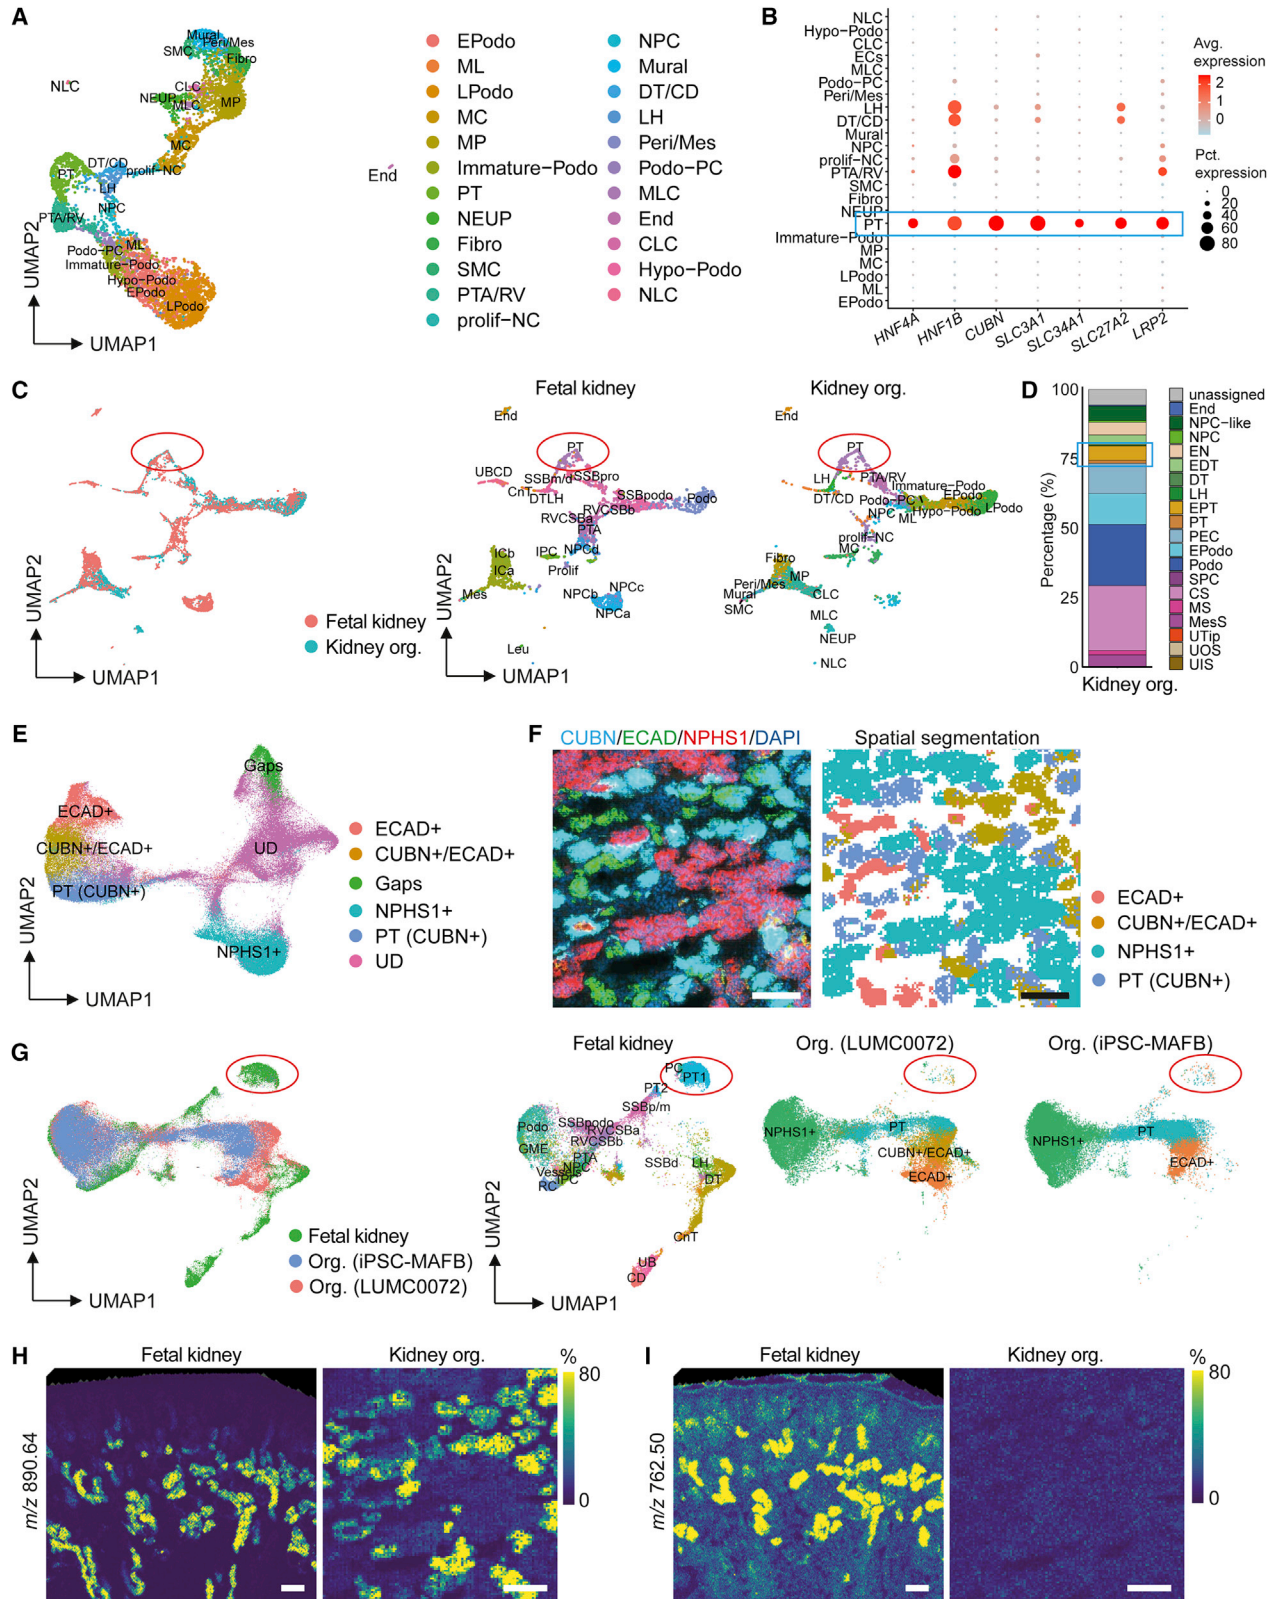 A
Mural
Peri/Mes
SMC
Fibro
NLC
CLC
NEUP
MLC
MP
MC
DT/CD
prolif−NC
PT
LH
NPC
PTA/RV
Podo−PC
ML
Immature−Podo
Hypo−Podo
EPodo
LPodo
End
UMAP2
UMAP1
EPodo
ML
LPodo
MC
MP
Immature−Podo
PT
NEUP
Fibro
SMC
PTA/RV
prolif−NC
NPC
Mural
DT/CD
LH
Peri/Mes
Podo−PC
MLC
End
CLC
Hypo−Podo
NLC
B
NLC
Hypo−Podo
CLC
ECs
MLC
Podo−PC
Peri/Mes
LH
DT/CD
Mural
NPC
prolif−NC
PTA/RV
SMC
Fibro
NEUP
PT
Immature−Podo
MP
MC
LPodo
ML
EPodo
HNF4A
HNF1B
CUBN
SLC3A1
SLC34A1
SLC27A2
LRP2
Avg.
expression
2
1
0
Pct.
expression
0
20
40
60
80
C
UMAP2
UMAP1
Fetal kidney
Kidney org.
Fetal kidney
End
PT
UBCD
SSBm/d
SSBpro
CnT
DTLH
SSBpodo
Podo
RVCSBb
RVCSBa
PTA
ICb
IPC
NPCd
ICa
Prolif
Mes
NPCc
NPCb
NPCa
Leu
UMAP2
UMAP1
Kidney org.
End
PT
LH
PTA/RV
Immature−Podo
DT/CD
Podo−PC
EPodo
LPodo
NPC
Hypo−Podo
ML
prolif−NC
MC
Fibro
MP
Peri/Mes
Mural
CLC
SMC
MLC
NEUP
NLC
D
Percentage (%)
100
75
50
25
0
Kidney org.
unassigned
End
NPC-like
NPC
EN
EDT
DT
LH
EPT
PT
PEC
EPodo
Podo
SPC
CS
MS
MesS
UTip
UOS
UIS
E
Gaps
ECAD+
CUBN+/ECAD+
UD
PT (CUBN+)
NPHS1+
UMAP2
UMAP1
ECAD+
CUBN+/ECAD+
Gaps
NPHS1+
PT (CUBN+)
UD
F
CUBN/ECAD/NPHS1/DAPI
Spatial segmentation
ECAD+
CUBN+/ECAD+
NPHS1+
PT (CUBN+)
G
UMAP2
UMAP1
Fetal kidney
Org. (iPSC-MAFB)
Org. (LUMC0072)
Fetal kidney
PC
PT1
PT2
SSBp/m
Podo
SSBpodo
RVCSBa
GME
RVCSBb
PTA
SSBd
LH
NPC
Vessels
IPC
DT
RC
CnT
UB
CD
UMAP2
UMAP1
Org. (LUMC0072)
NPHS1+
PT
CUBN+/ECAD+
ECAD+
Org. (iPSC-MAFB)
NPHS1+
PT
ECAD+
H
Fetal kidney
Kidney org.
%
80
0
m/z 890.64
I
Fetal kidney
Kidney org.
%
80
0
m/z 762.50